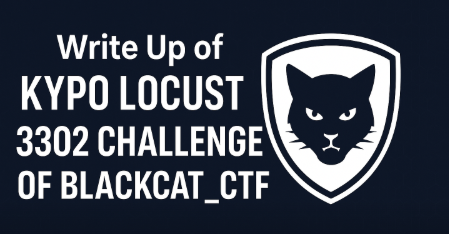 Write Up of
KYPO LOCUST
3302 CHALLENGE
OF BLACKCAT_CTF